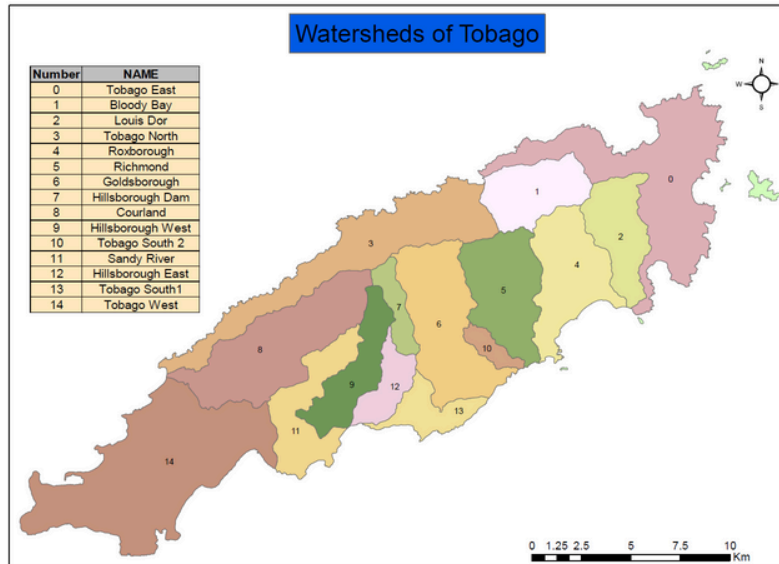 Watersheds of Tobago
Number NAME
0 Tobago East
1 Bloody Bay
2 Louis Dor
3 Tobago North
4 Roxborough
5 Richmond
6 Goldsborough
7 Hillsborough Dam
8 Courland
9 Hillsborough West
10 Tobago South 2
11 Sandy River
12 Hillsborough East
13 Tobago South1
14 Tobago West
N
W
S
0
1
2
3
4
5
6
7
10
8
9
12
13
11
14
0 1.25 2.5 5 7.5 10
Km